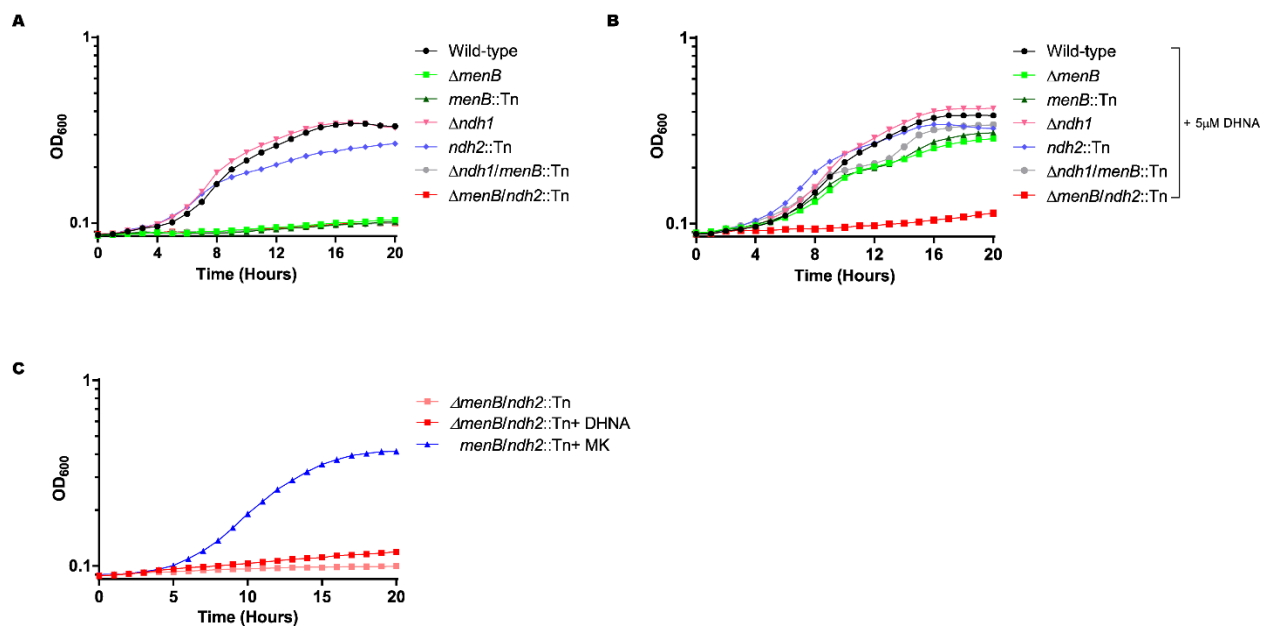 A
OD600
1
0.1
0 4 8 12 16 20
Time (Hours)
Wild-type
ΔmenB
menB::Tn
Δndh1
ndh2::Tn
Δndh1/menB::Tn
ΔmenB/ndh2::Tn
B
OD600
1
0.1
0 4 8 12 16 20
Time (Hours)
Wild-type
ΔmenB
menB::Tn
Δndh1
ndh2::Tn
Δndh1/menB::Tn
ΔmenB/ndh2::Tn
+ 5µM DHNA
C
OD600
1
0.1
0 5 10 15 20
Time (Hours)
ΔmenB/ndh2::Tn
ΔmenB/ndh2::Tn+ DHNA
menB/ndh2::Tn+ MK